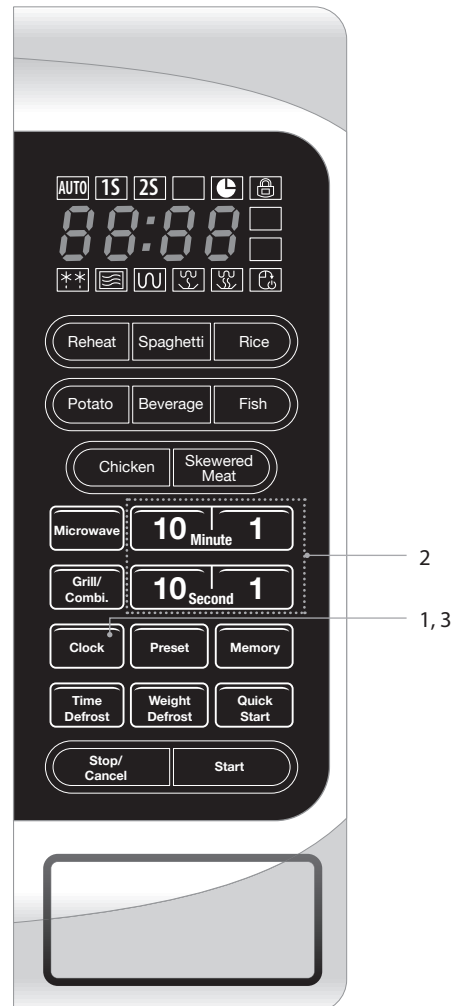 AUTO 1S 2S
88:88
Reheat Spaghetti Rice
Potato Beverage Fish
Chicken Skewered
Meat
Microwave 10 Minute 1
2
Grill/
Combi. 10 Second 1
1, 3
Clock Preset Memory
Time Weight Quick
Defrost Defrost Start
Stop/
Cancel Start